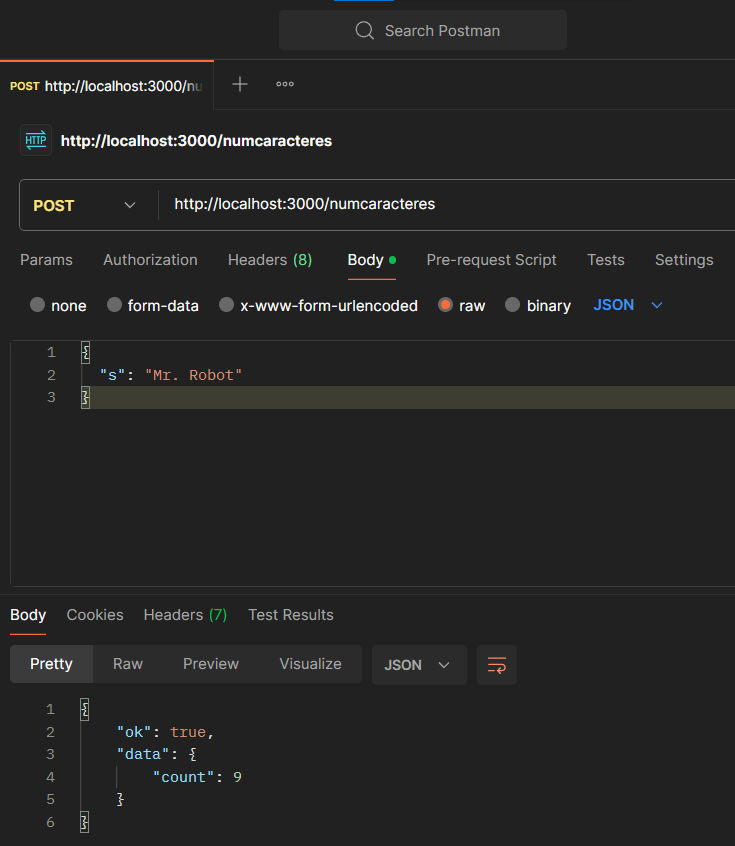 Search Postman
POST http://localhost:3000/nu
HTTP http://localhost:3000/numcaracteres
POST http://localhost:3000/numcaracteres
Params Authorization Headers (8) Body Pre-request Script Tests Settings
none form-data x-www-form-urlencoded raw binary JSON
1 {
2 "s": "Mr. Robot"
3 }
Body Cookies Headers (7) Test Results
Pretty Raw Preview Visualize JSON
1 {
2 "ok": true,
3 "data": {
4 "count": 9
5 }
6 }